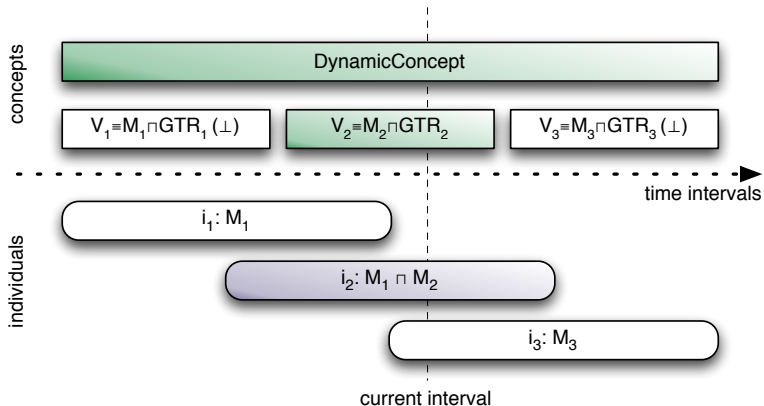 concepts
DynamicConcept
V₁≡M₁⊓GTR₁ (⊥)
V₂≡M₂⊓GTR₂
V₃≡M₃⊓GTR₃ (⊥)
time intervals
individuals
i₁: M₁
i₂: M₁ ⊓ M₂
i₃: M₃
current interval